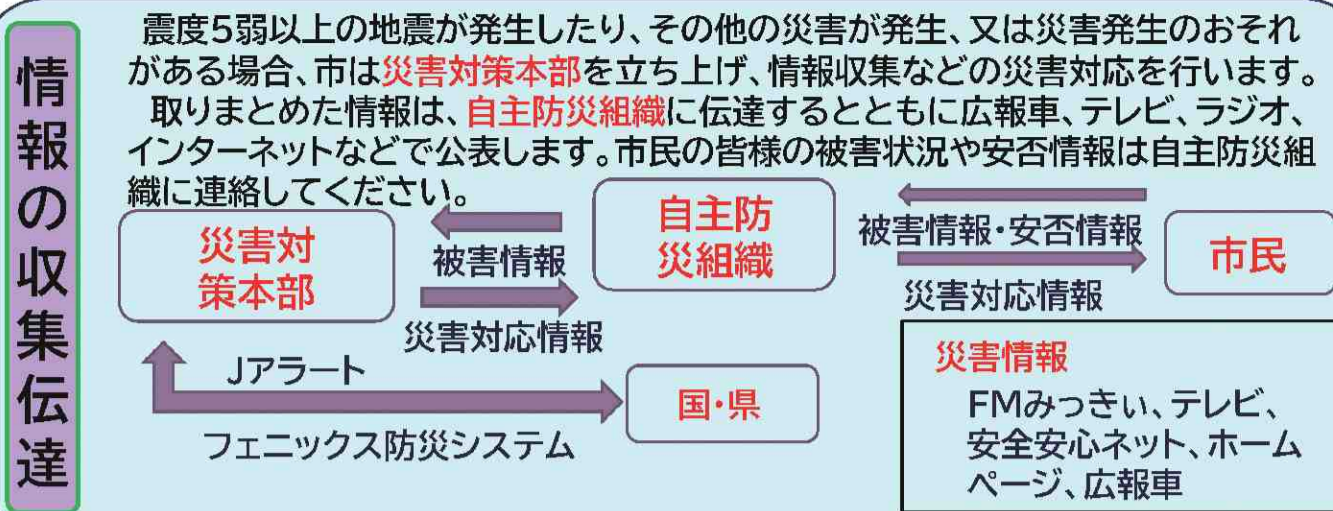 情報の収集伝達
震度5弱以上の地震が発生したり、その他の災害が発生、又は災害発生のおそれ
がある場合、市は災害対策本部を立ち上げ、情報収集などの災害対応を行います。
取りまとめた情報は、自主防災組織に伝達するとともに広報車、テレビ、ラジオ、
インターネットなどで公表します。市民の皆様の被害状況や安否情報は自主防災組
織に連絡してください。
災害対
策本部
被害情報
災害対応情報
自主防
災組織
被害情報・安否情報
災害対応情報
市民
Jアラート
フェニックス防災システム
国・県
災害情報
FMみっきぃ、テレビ、
安全安心ネット、ホーム
ページ、広報車